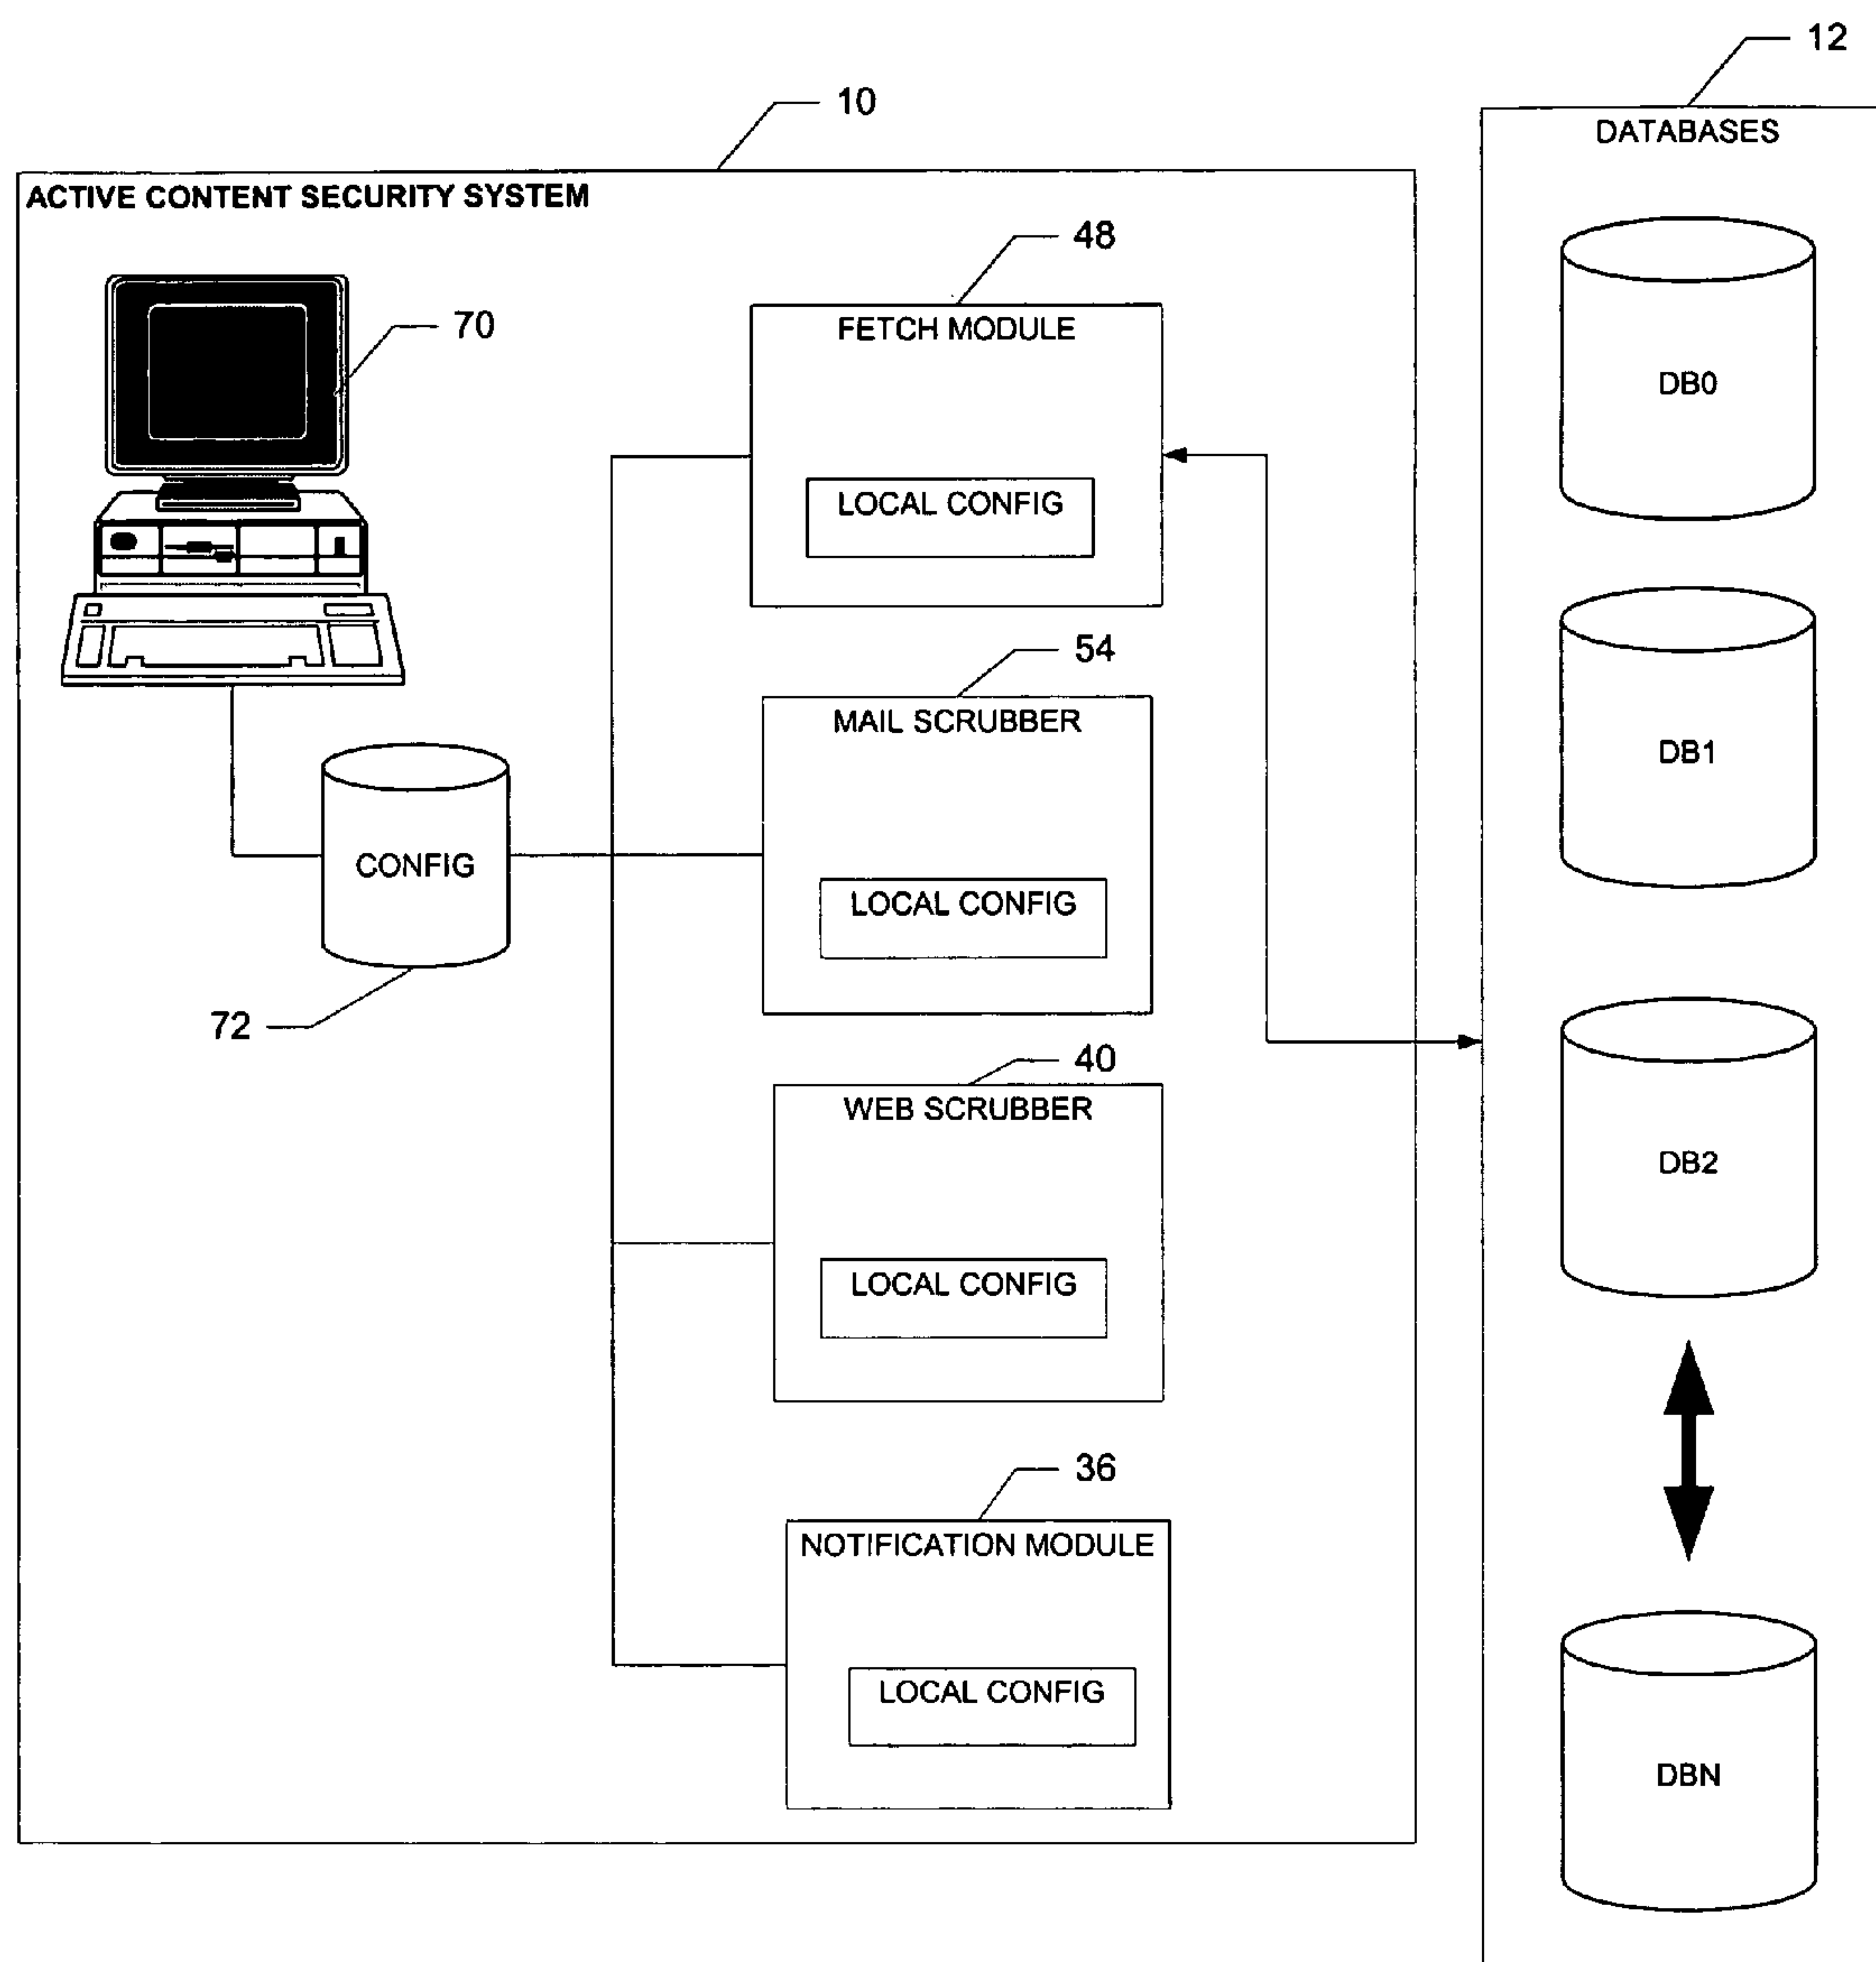 12
10
DATABASES
ACTIVE CONTENT SECURITY SYSTEM
48
70
FETCH MODULE
DB0
LOCAL CONFIG
54
MAIL SCRUBBER
DB1
CONFIG
LOCAL CONFIG
72
40
WEB SCRUBBER
DB2
LOCAL CONFIG
36
NOTIFICATION MODULE
LOCAL CONFIG
DBN